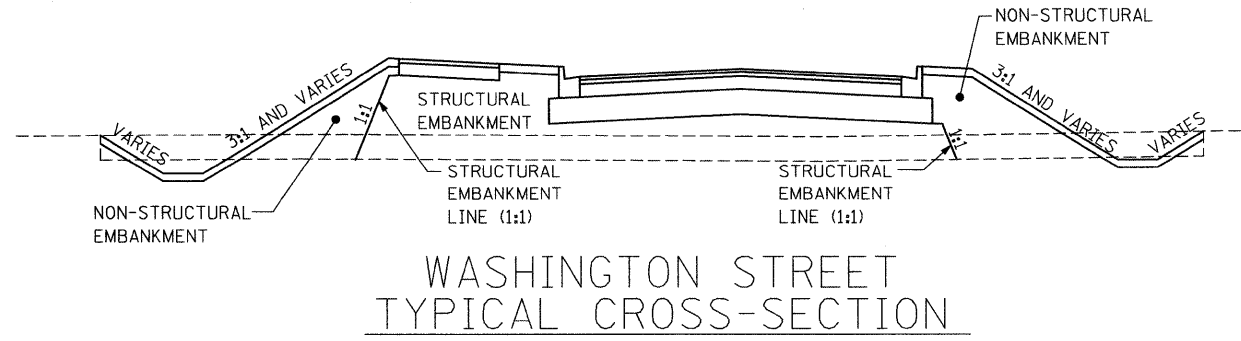 NON-STRUCTURAL
EMBANKMENT
3:1 AND VARIES
STRUCTURAL
EMBANKMENT
1:1
3:1 AND VARIES
VARIES
VARIES
1:1
NON-STRUCTURAL
EMBANKMENT
STRUCTURAL
EMBANKMENT
LINE (1:1)
STRUCTURAL
EMBANKMENT
LINE (1:1)
WASHINGTON STREET
TYPICAL CROSS-SECTION